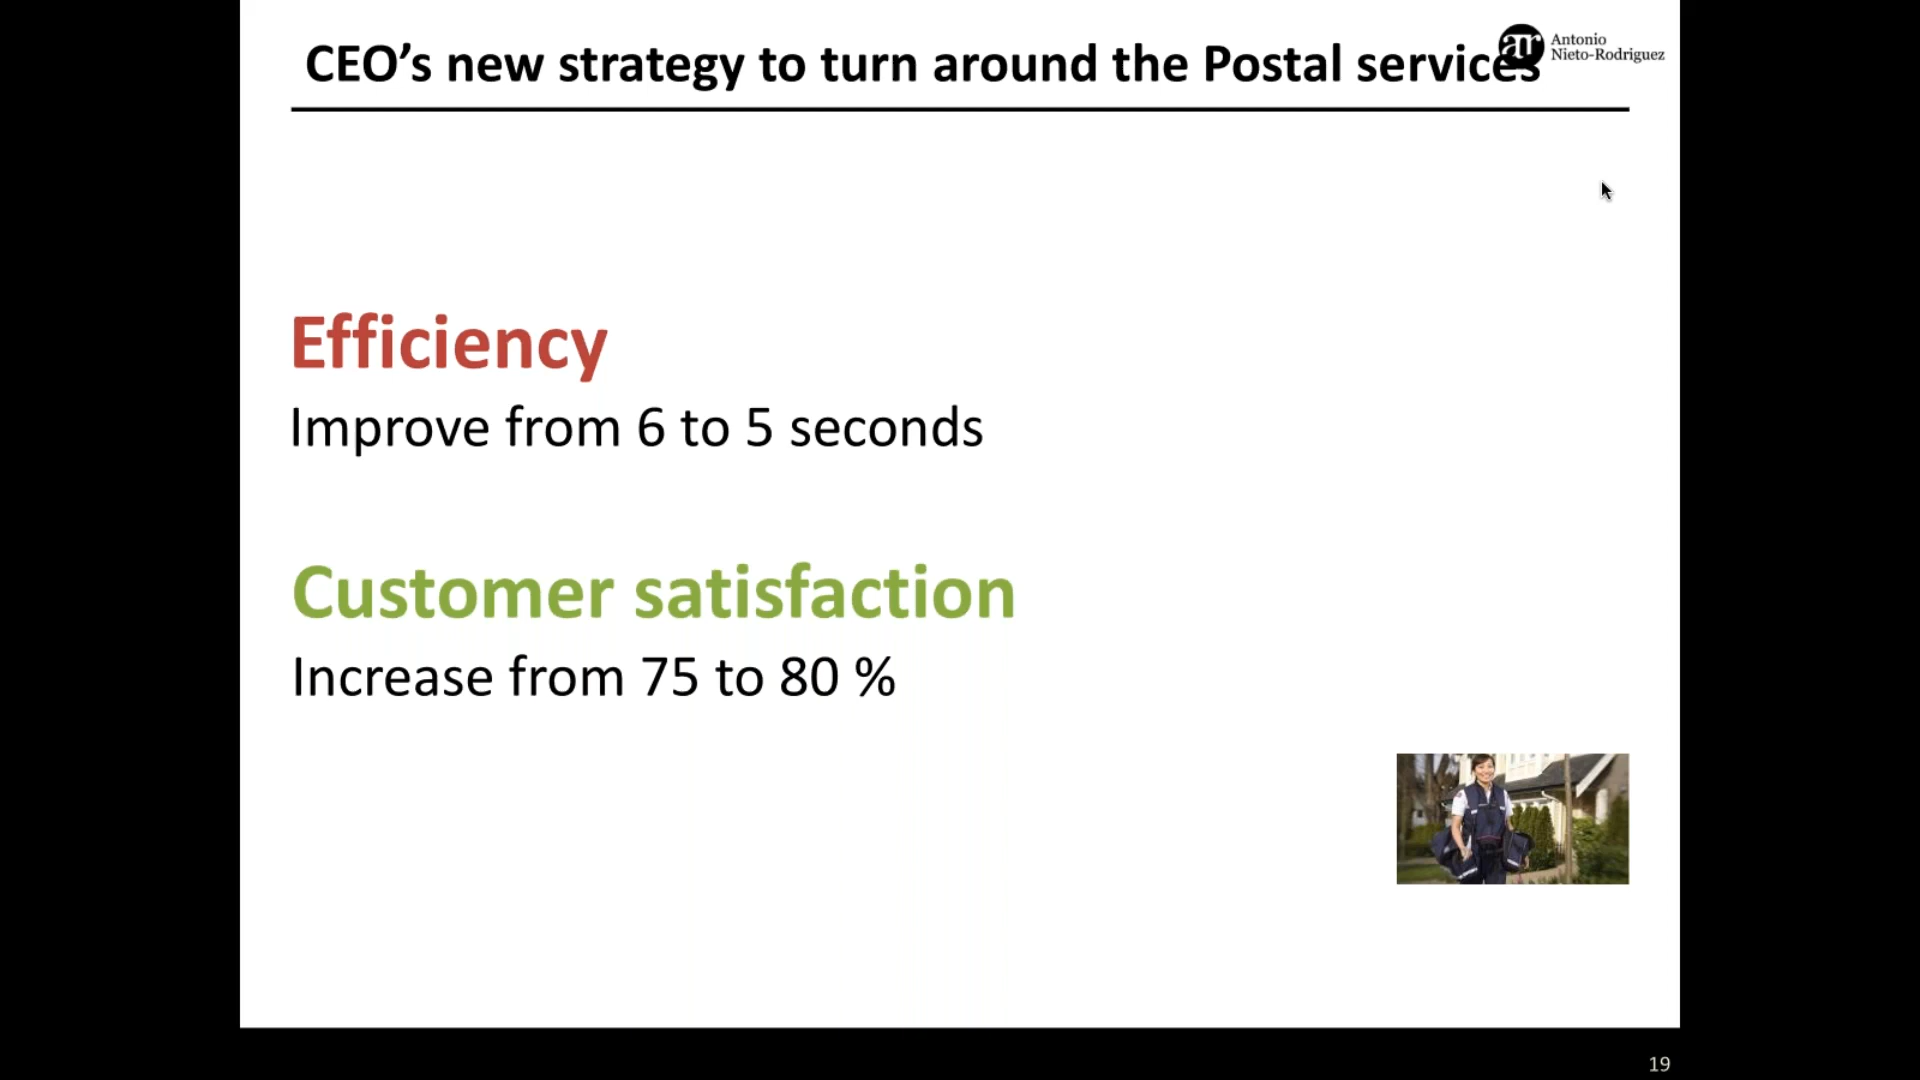 CEO’s new strategy to turn around the Postal services
ar Antonio
Nieto-Rodriguez
Efficiency
Improve from 6 to 5 seconds
Customer satisfaction
Increase from 75 to 80 %
19